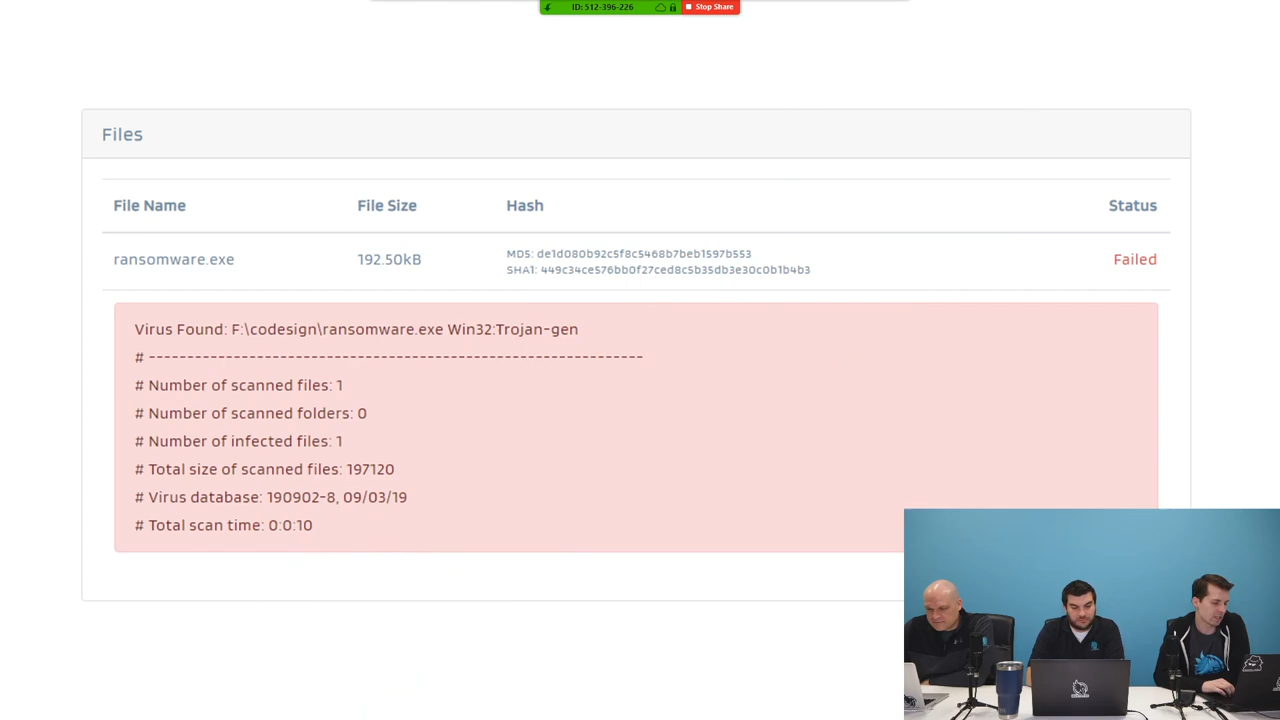 ID: 512-396-226
Stop Share
Files
File Name File Size Hash Status
ransomware.exe 192.50kB MD5: de1d080b92c5f8c5468b7beb1597b553 Failed
SHA1: 449c34ce576bb0f27ced8c5b35db3e30c0b1b4b3
Virus Found: F:\codesign\ransomware.exe Win32:Trojan-gen
# ----------------------------------------------------------------
# Number of scanned files: 1
# Number of scanned folders: 0
# Number of infected files: 1
# Total size of scanned files: 197120
# Virus database: 190902-8, 09/03/19
# Total scan time: 0:0:10